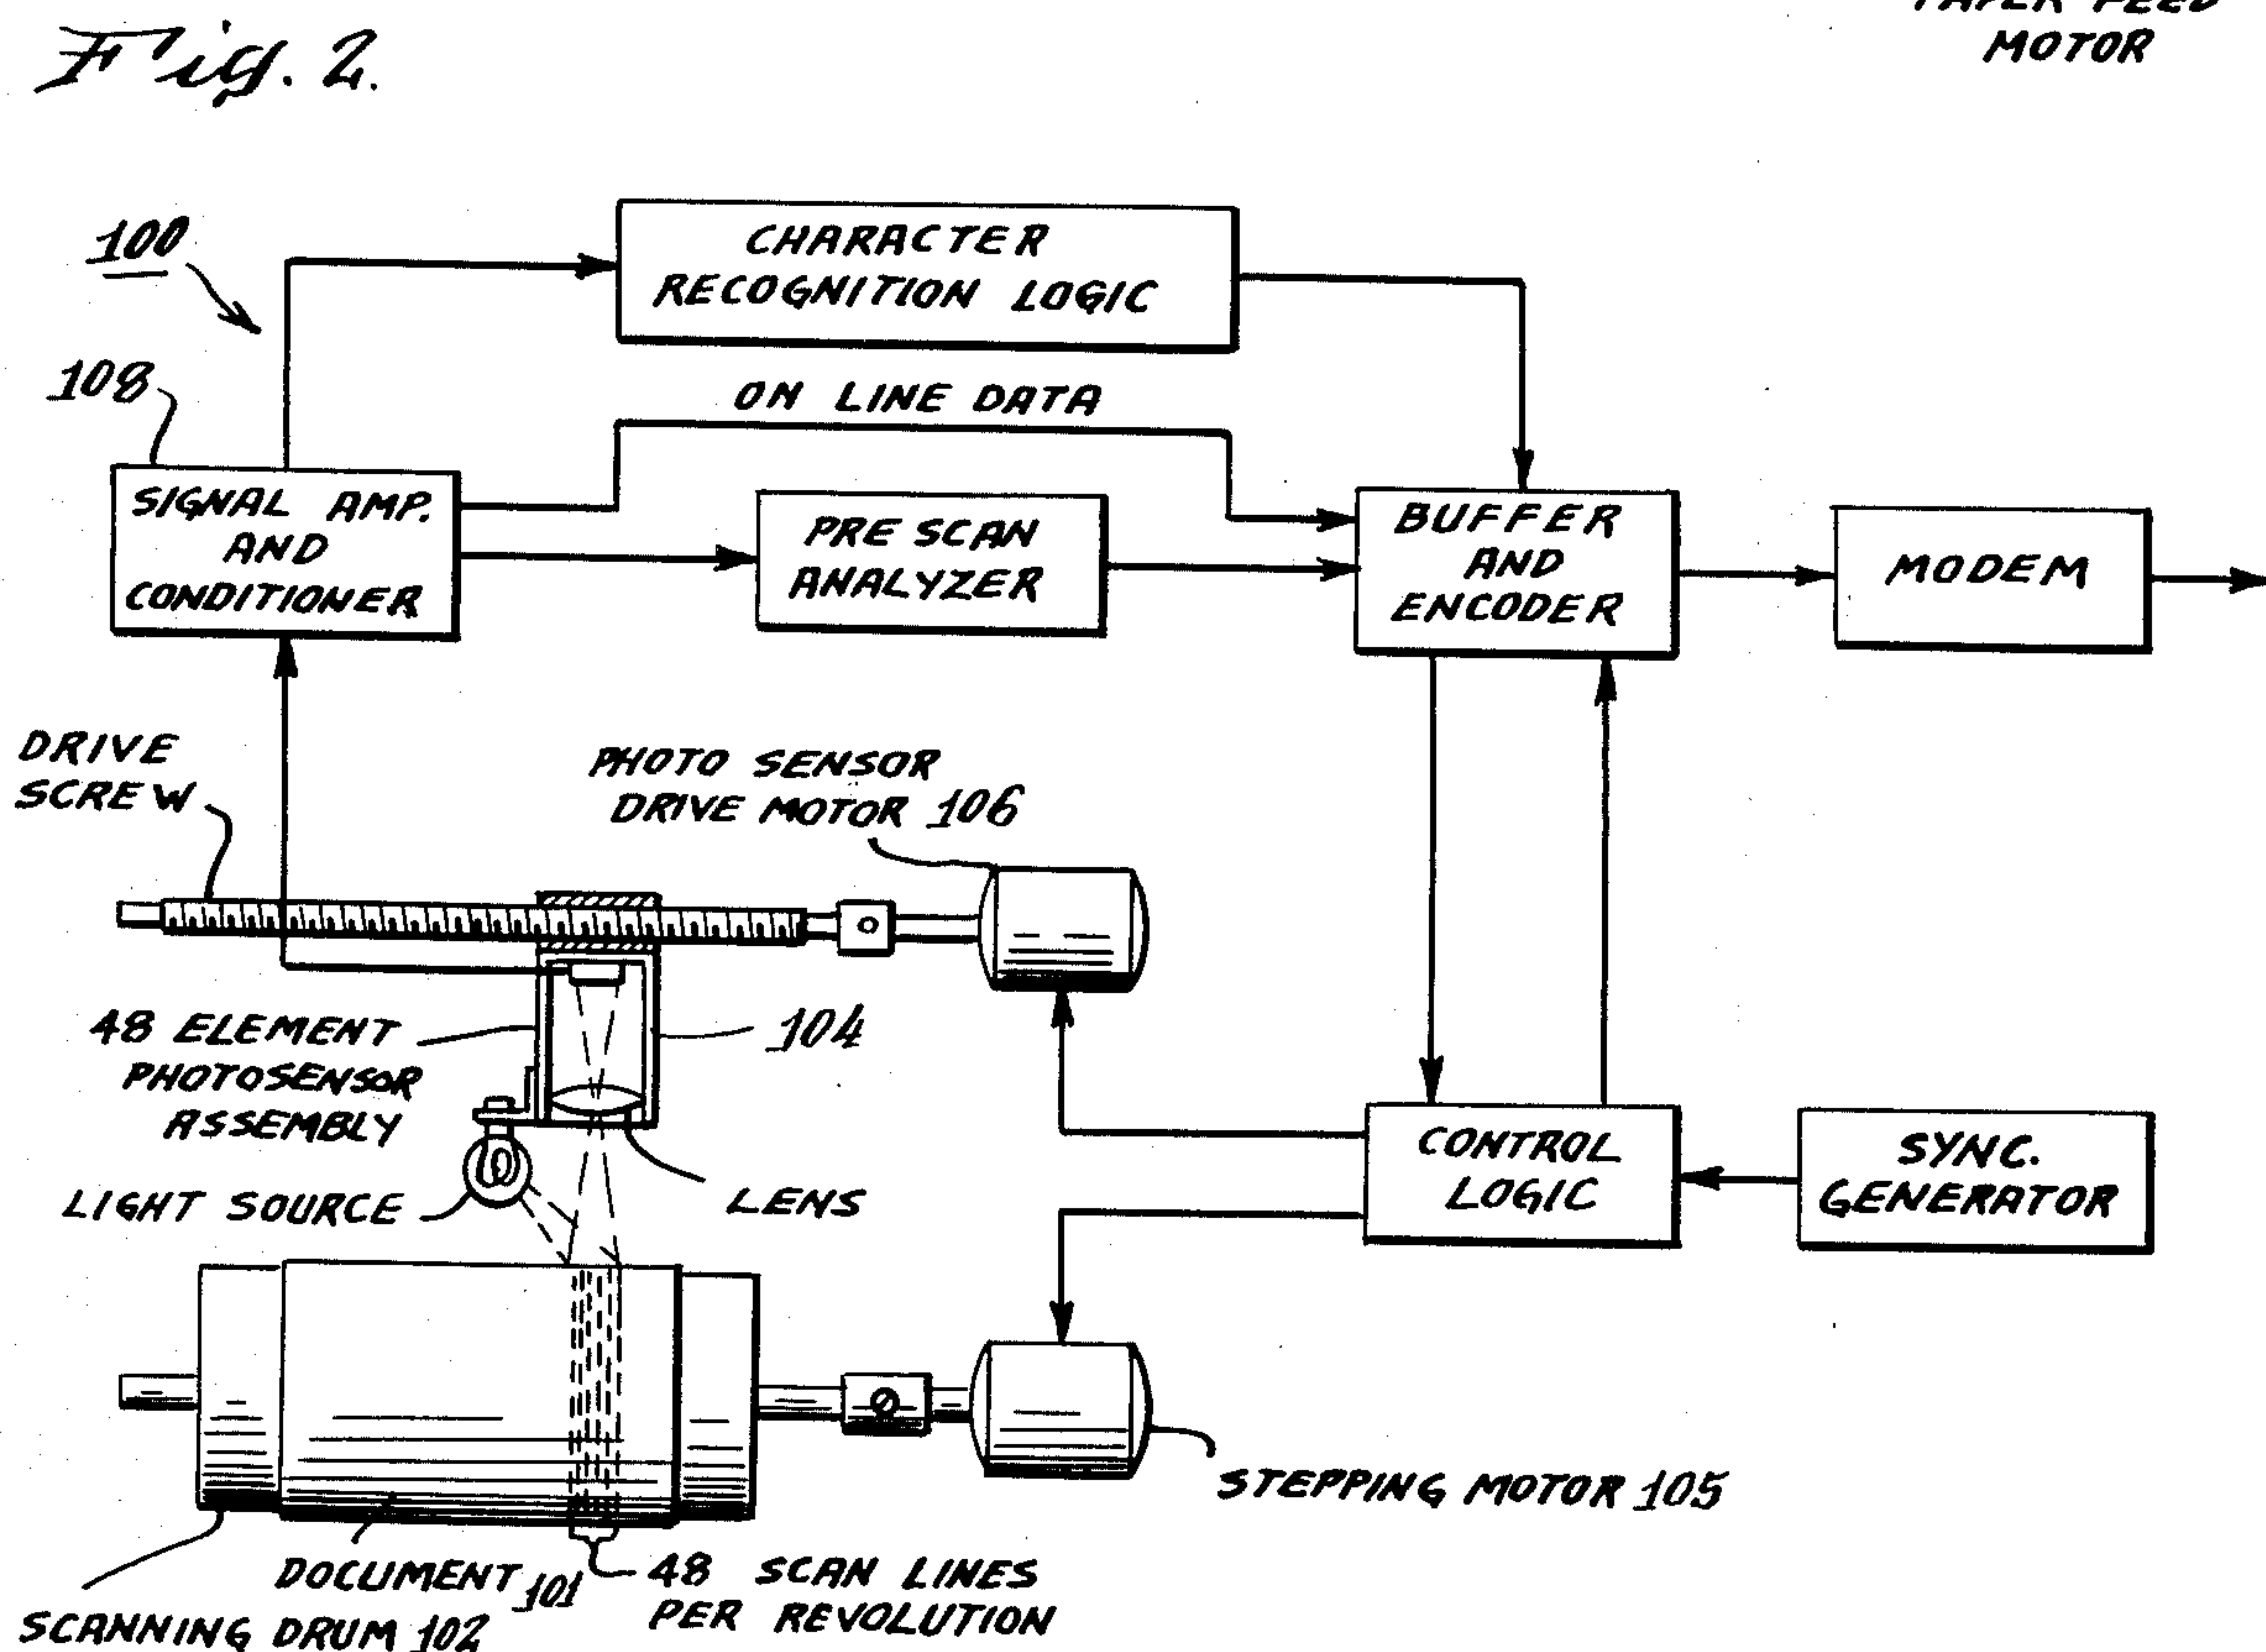 PAPER FEED
MOTOR
Fig. 2.
100
CHARACTER
RECOGNITION LOGIC
108
ON LINE DATA
SIGNAL AMP.
AND
CONDITIONER
PRE SCAN
ANALYZER
BUFFER
AND
ENCODER
MODEM
DRIVE
SCREW
PHOTO SENSOR
DRIVE MOTOR 106
48 ELEMENT
PHOTOSENSOR
ASSEMBLY
104
LIGHT SOURCE
LENS
CONTROL
LOGIC
SYNC.
GENERATOR
STEPPING MOTOR 105
DOCUMENT 101
48 SCAN LINES
PER REVOLUTION
SCANNING DRUM 102